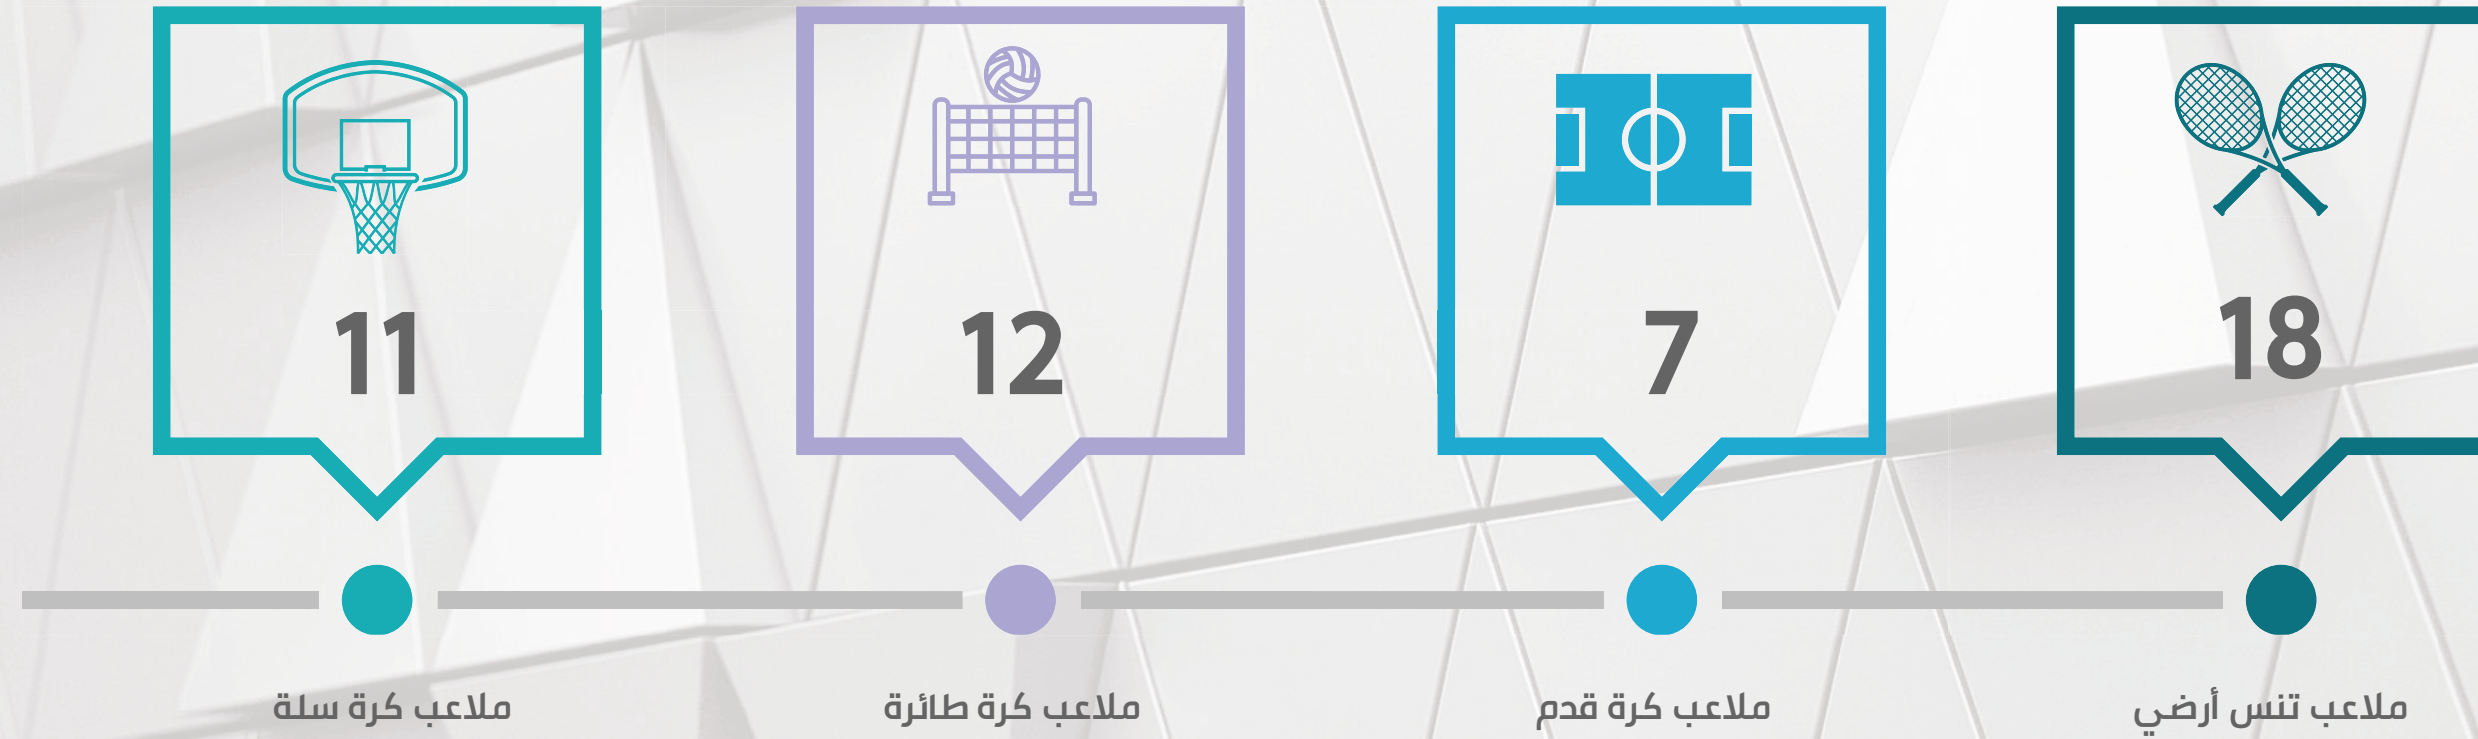 18
7
12
11
ملاعب تنس أرضي
ملاعب كرة قدم
ملاعب كرة طائرة
ملاعب كرة سلة